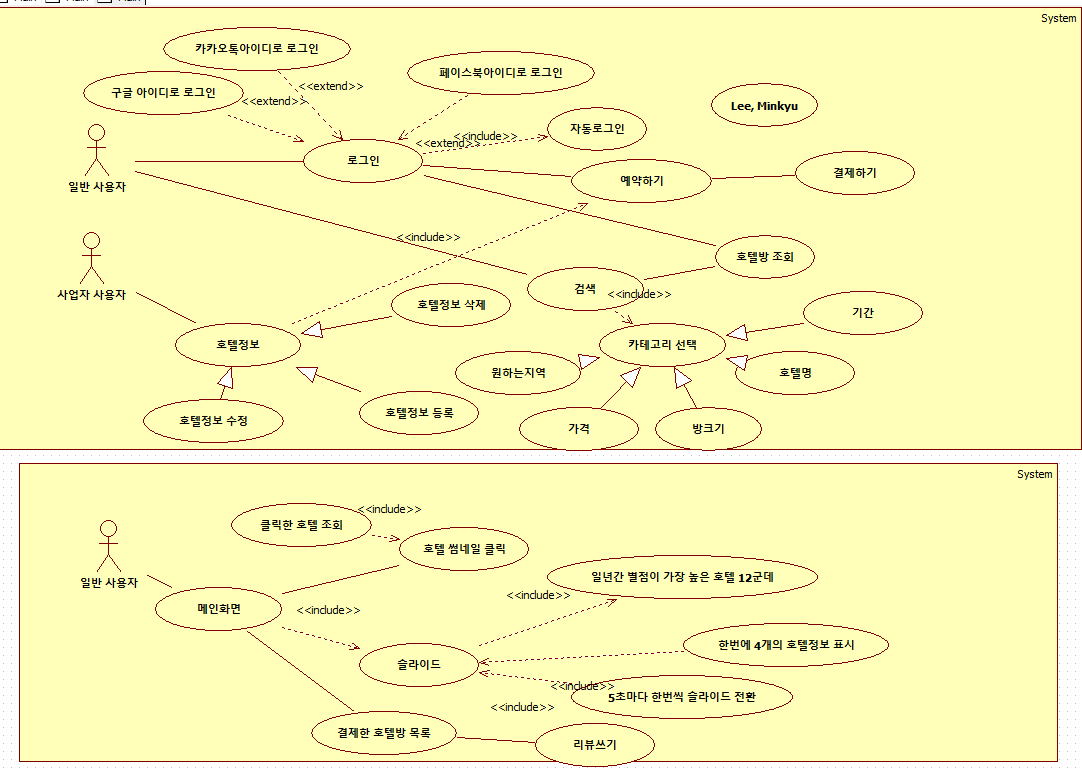 System
카카오톡아이디로 로그인
페이스북아이디로 로그인
구글 아이디로 로그인
<<extend>>
<<extend>>
Lee, Minkyu
자동로그인
<<include>>
<<extend>>
로그인
일반 사용자
예약하기
결제하기
<<include>>
호텔방 조회
사업자 사용자
검색
<<include>>
호텔정보 삭제
기간
호텔정보
카테고리 선택
원하는지역
호텔명
호텔정보 수정
호텔정보 등록
가격
방크기
System
<<include>>
클릭한 호텔 조회
호텔 썸네일 클릭
일반 사용자
일년간 별점이 가장 높은 호텔 12군데
<<include>>
메인화면
<<include>>
한번에 4개의 호텔정보 표시
슬라이드
<<include>>
5초마다 한번씩 슬라이드 전환
<<include>>
결제한 호텔방 목록
리뷰쓰기